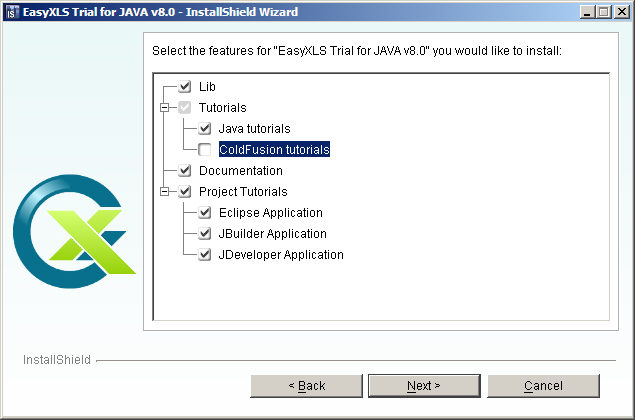 EasyXLS Trial for JAVA v8.0 - InstallShield Wizard
Select the features for "EasyXLS Trial for JAVA v8.0" you would like to install:
Lib
Tutorials
Java tutorials
ColdFusion tutorials
Documentation
Project Tutorials
Eclipse Application
JBuilder Application
JDeveloper Application
InstallShield
< Back Next > Cancel